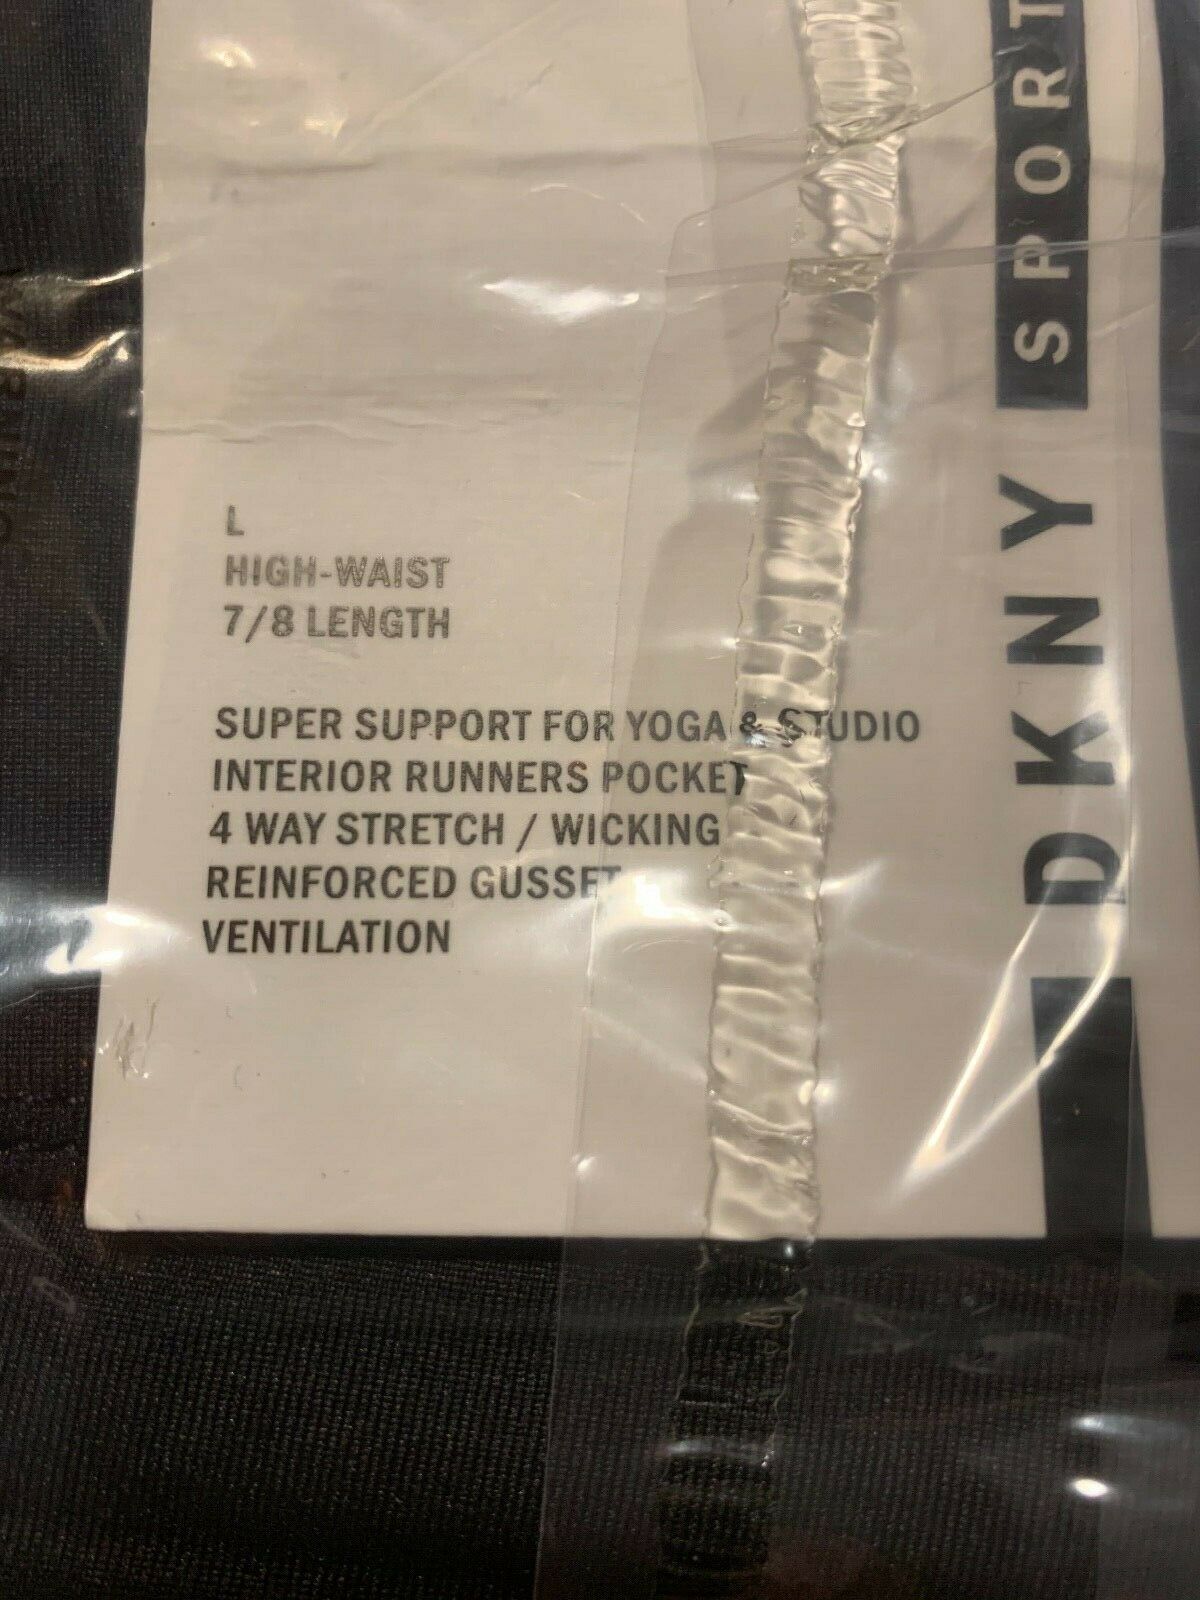 L
HIGH-WAIST
7/8 LENGTH
SUPER SUPPORT FOR YOGA & STUDIO
INTERIOR RUNNERS POCKET
4 WAY STRETCH / WICKING
REINFORCED GUSSET
VENTILATION
DKNY SPORT